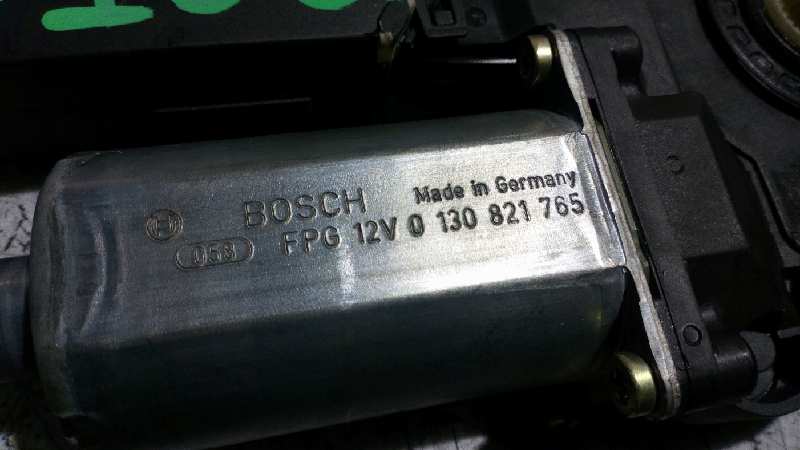 BOSCH Made in Germany
058 FPG 12V 0 130 821 765